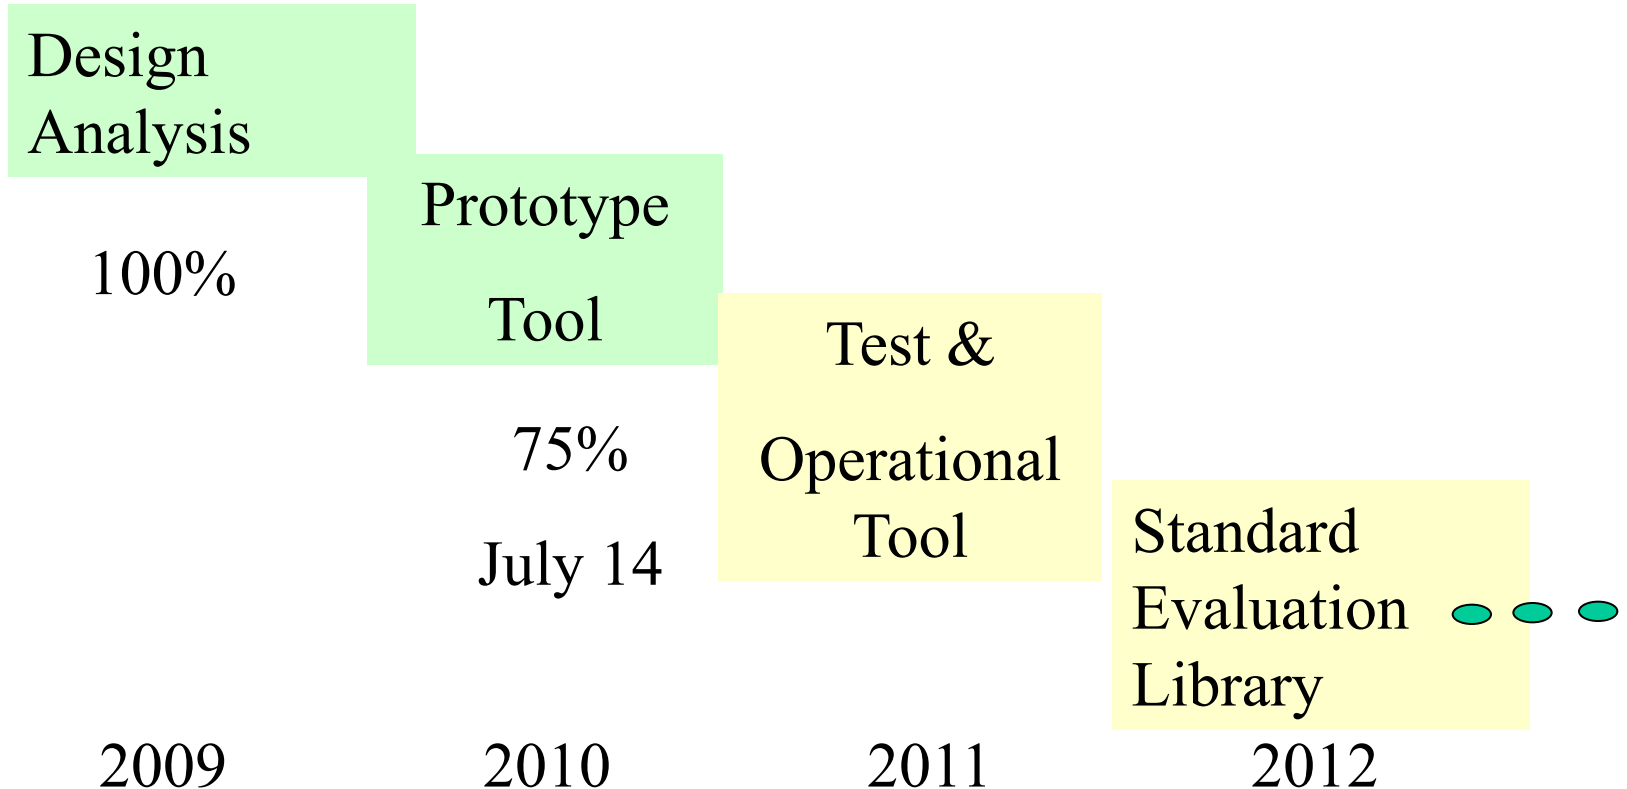 Design
Analysis
100%
Prototype
Tool
75%
July 14
Test &
Operational
Tool
Standard
Evaluation
Library
2009
2010
2011
2012